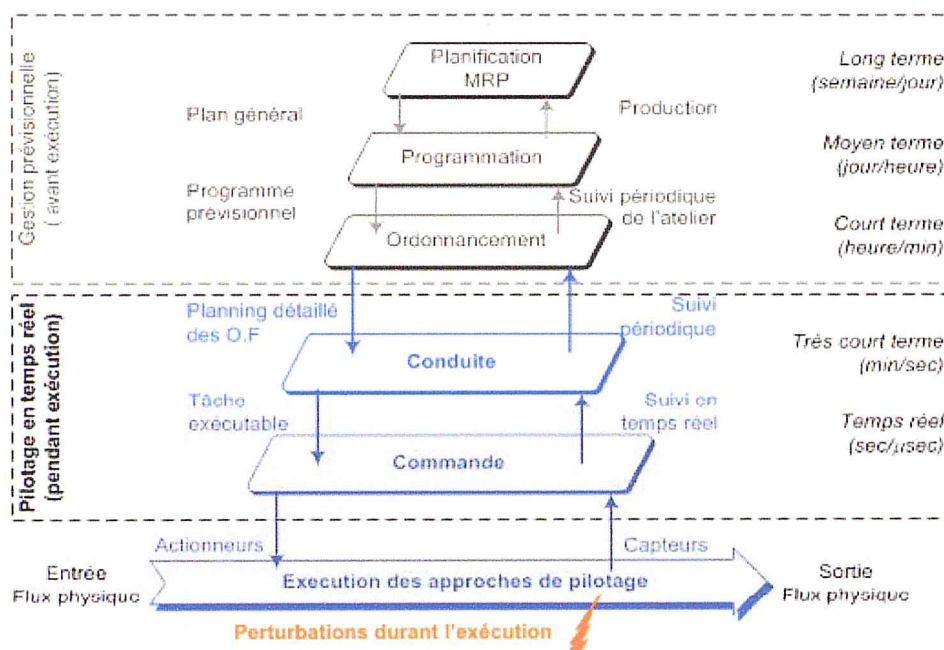 Gestion prévisionnelle
( avant exécution)
Planification
MRP
Long terme
(semaine/jour)
Plan général
Production
Programmation
Moyen terme
(jour/heure)
Programme
prévisionnel
Suivi périodique
de l'atelier
Ordonnancement
Court terme
(heure/min)
Pilotage en temps réel
(pendant exécution)
Planning détaillé
des O.F
Suivi
périodique
Conduite
Très court terme
(min/sec)
Tâche
exécutable
Suivi en
temps réel
Commande
Temps réel
(sec/µsec)
Actionneurs
Capteurs
Entrée
Flux physique
Execution des approches de pilotage
Sortie
Flux physique
Perturbations durant l'exécution